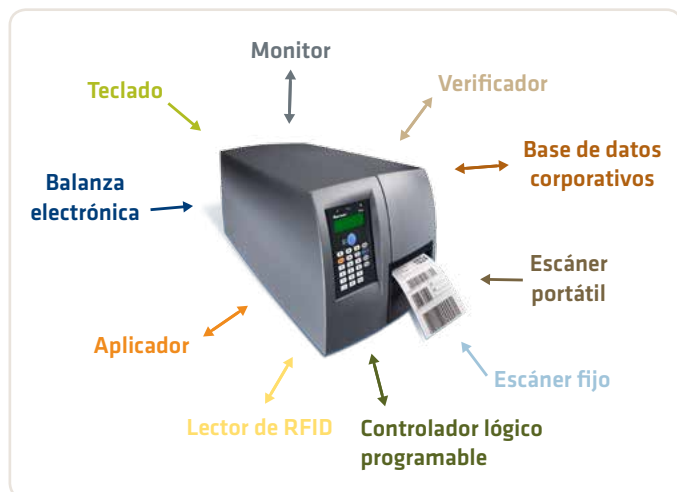 Monitor
Teclado
Verificador
Base de datos
corporativos
Balanza
electrónica
Escáner
portátil
Aplicador
Escáner fijo
Lector de RFID
Controlador lógico
programable